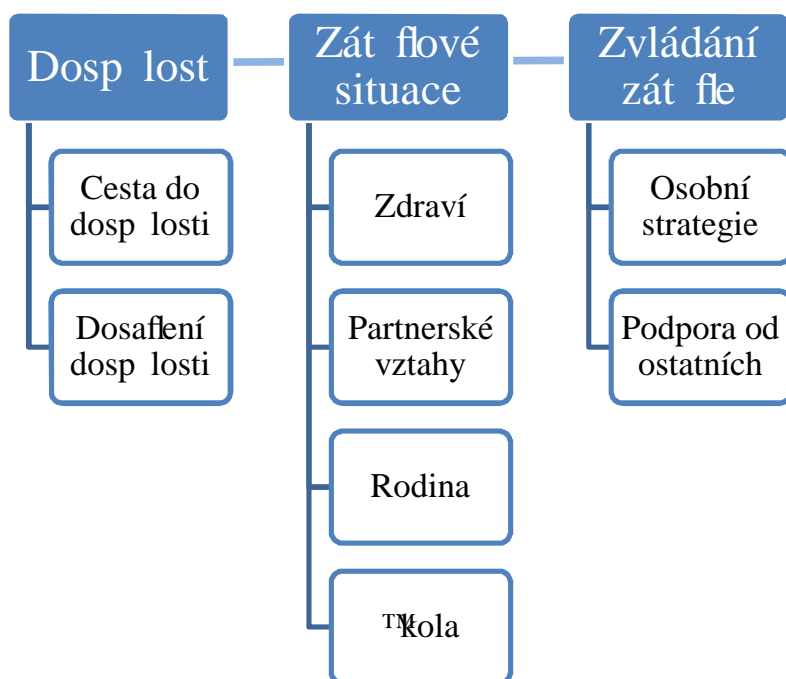 Dosp lost
Zát flové
situace
Zvládání
zát fle
Cesta do
dosp losti
Dosaflení
dosp losti
Zdraví
Partnerské
vztahy
Rodina
™kola
Osobní
strategie
Podpora od
ostatních